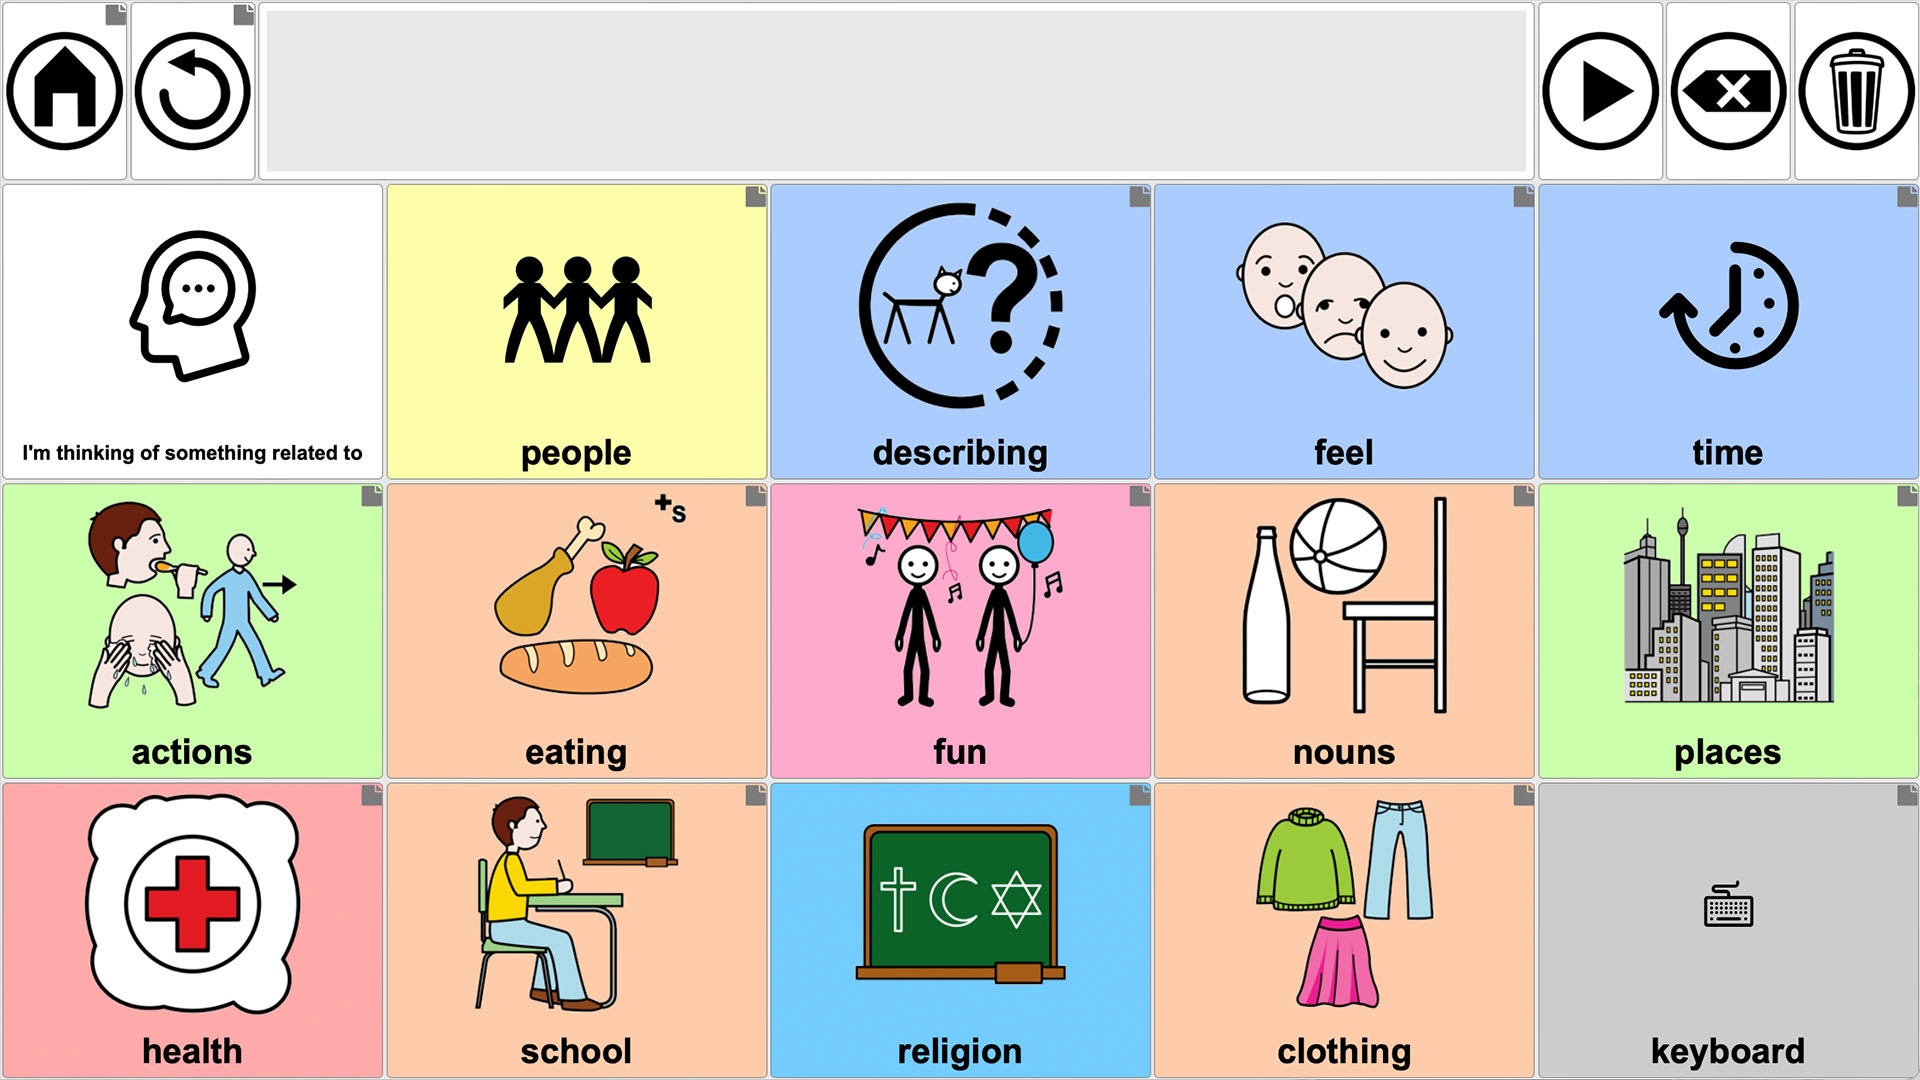 I'm thinking of something related to
people
describing
feel
time
+s
actions
eating
fun
nouns
places
health
school
religion
clothing
keyboard